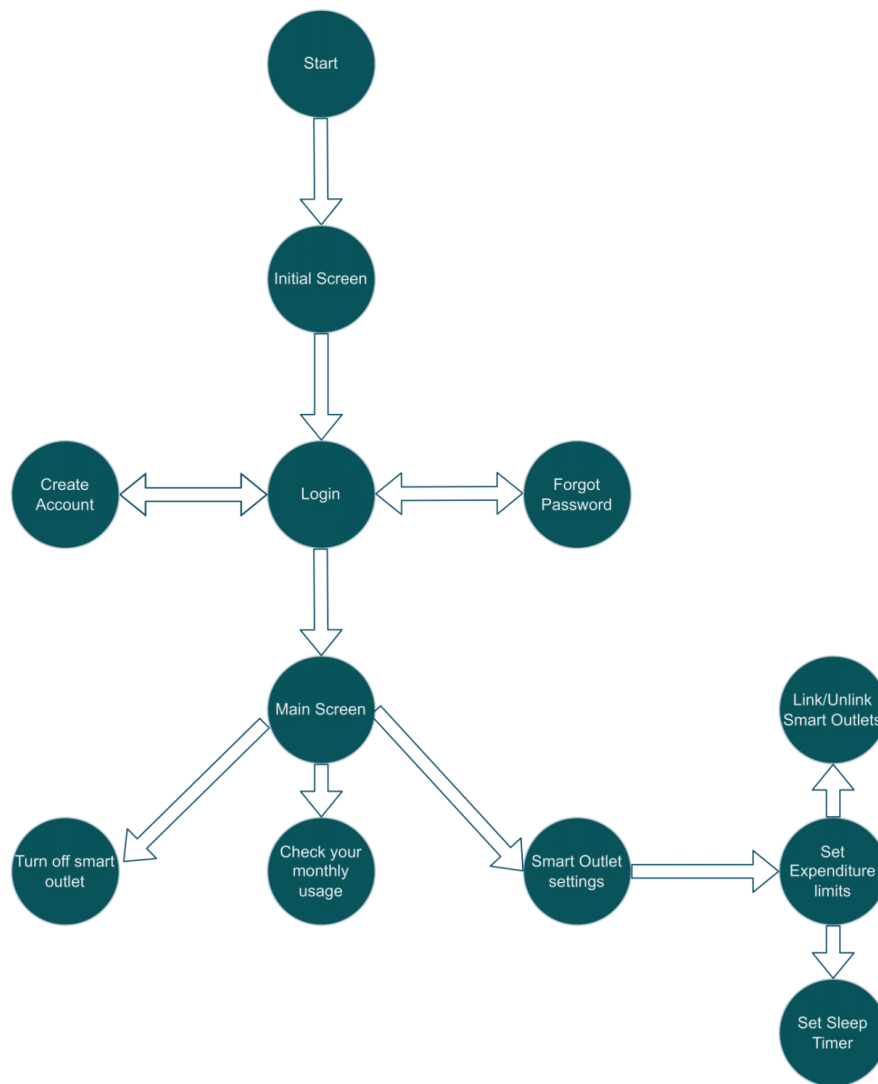 Start
Initial Screen
Create
Account
Login
Forgot
Password
Main Screen
Link/Unlink
Smart Outlets
Turn off smart
outlet
Check your
monthly
usage
Smart Outlet
settings
Set
Expenditure
limits
Set Sleep
Timer